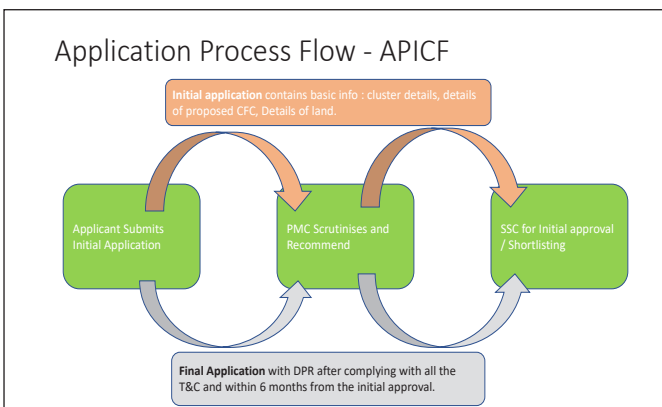 Application Process Flow - APICF
Initial application contains basic info : cluster details, details
of proposed CFC, Details of land.
Applicant Submits
Initial Application
PMC Scrutinises and
Recommend
SSC for Initial approval
/ Shortlisting
Final Application with DPR after complying with all the
T&C and within 6 months from the initial approval.